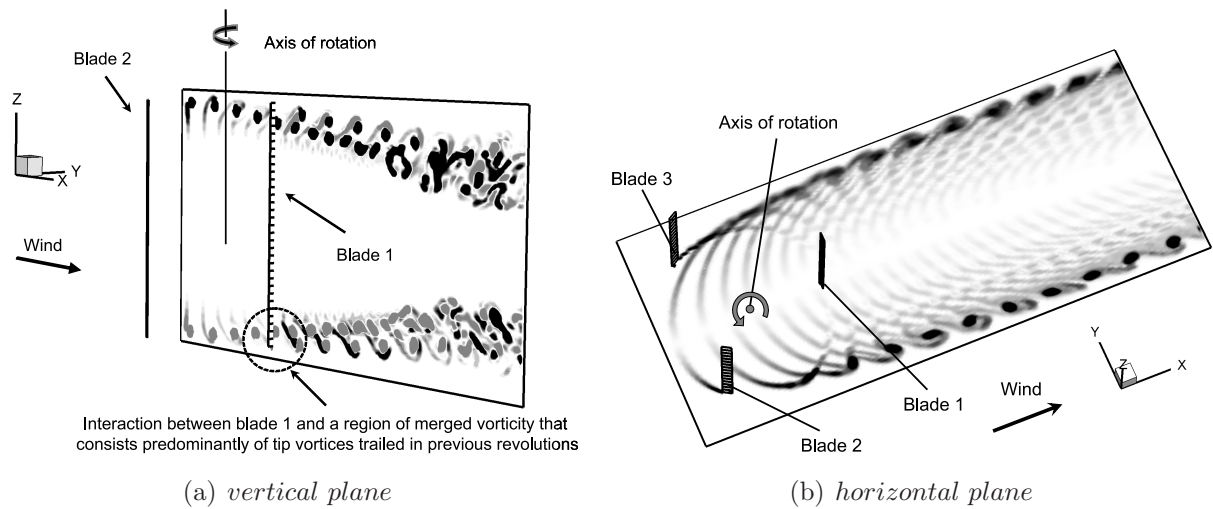 Axis of rotation
Blade 2
Z
Y
X
Wind
Blade 1
Interaction between blade 1 and a region of merged vorticity that
consists predominantly of tip vortices trailed in previous revolutions
(a) vertical plane
Axis of rotation
Blade 3
Y
Z
X
Wind
Blade 1
Blade 2
(b) horizontal plane